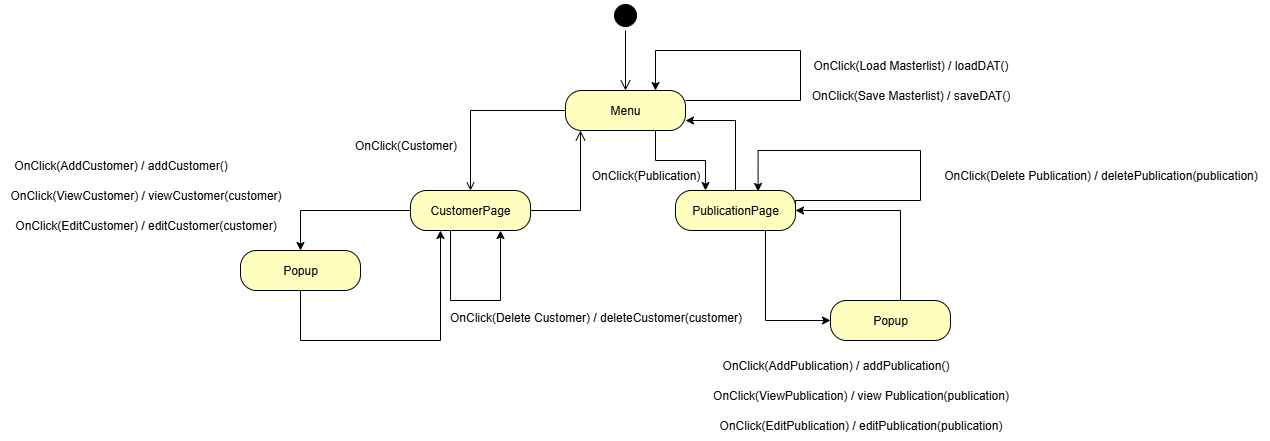 OnClick(Load Masterlist) / loadDAT()
OnClick(Save Masterlist) / saveDAT()
Menu
OnClick(Customer)
OnClick(AddCustomer) / addCustomer()
OnClick(ViewCustomer) / viewCustomer(customer)
OnClick(EditCustomer) / editCustomer(customer)
OnClick(Publication)
OnClick(Delete Publication) / deletePublication(publication)
CustomerPage
PublicationPage
Popup
OnClick(Delete Customer) / deleteCustomer(customer)
Popup
OnClick(AddPublication) / addPublication()
OnClick(ViewPublication) / view Publication(publication)
OnClick(EditPublication) / editPublication(publication)